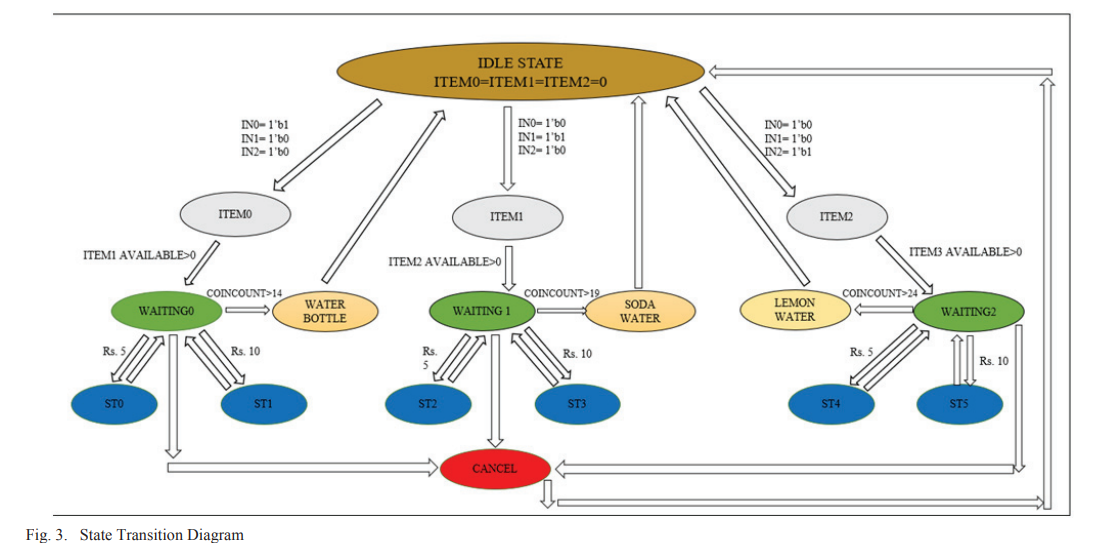 IDLE STATE
ITEM0=ITEM1=ITEM2=0
IN0= 1'b1
IN1= 1'b0
IN2= 1'b0
IN0= 1'b0
IN1= 1'b1
IN2= 1'b0
IN0= 1'b0
IN1= 1'b0
IN2= 1'b1
ITEM0
ITEM1
ITEM2
ITEM1 AVAILABLE>0
ITEM2 AVAILABLE>0
ITEM3 AVAILABLE>0
WAITING0
COINCOUNT>14
WATER
BOTTLE
WAITING 1
COINCOUNT>19
SODA
WATER
LEMON
WATER
COINCOUNT>24
WAITING2
Rs. 5
Rs. 10
Rs.
5
Rs. 10
Rs. 5
Rs. 10
ST0
ST1
ST2
ST3
ST4
ST5
CANCEL
Fig. 3. State Transition Diagram